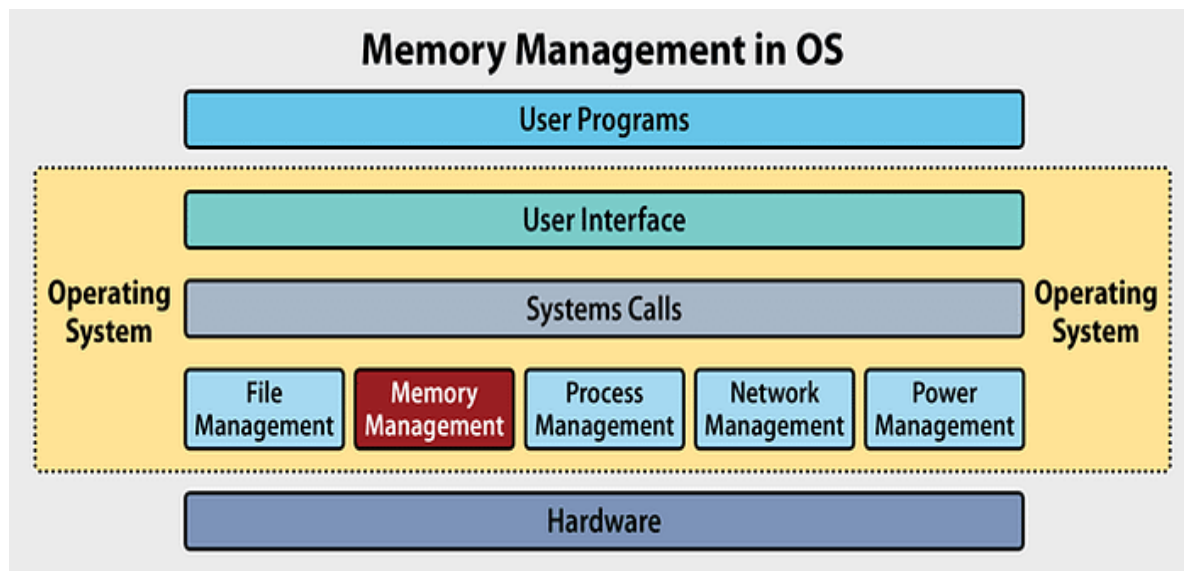 Memory Management in OS
User Programs
User Interface
Operating
System
Systems Calls
Operating
System
File
Management
Memory
Management
Process
Management
Network
Management
Power
Management
Hardware